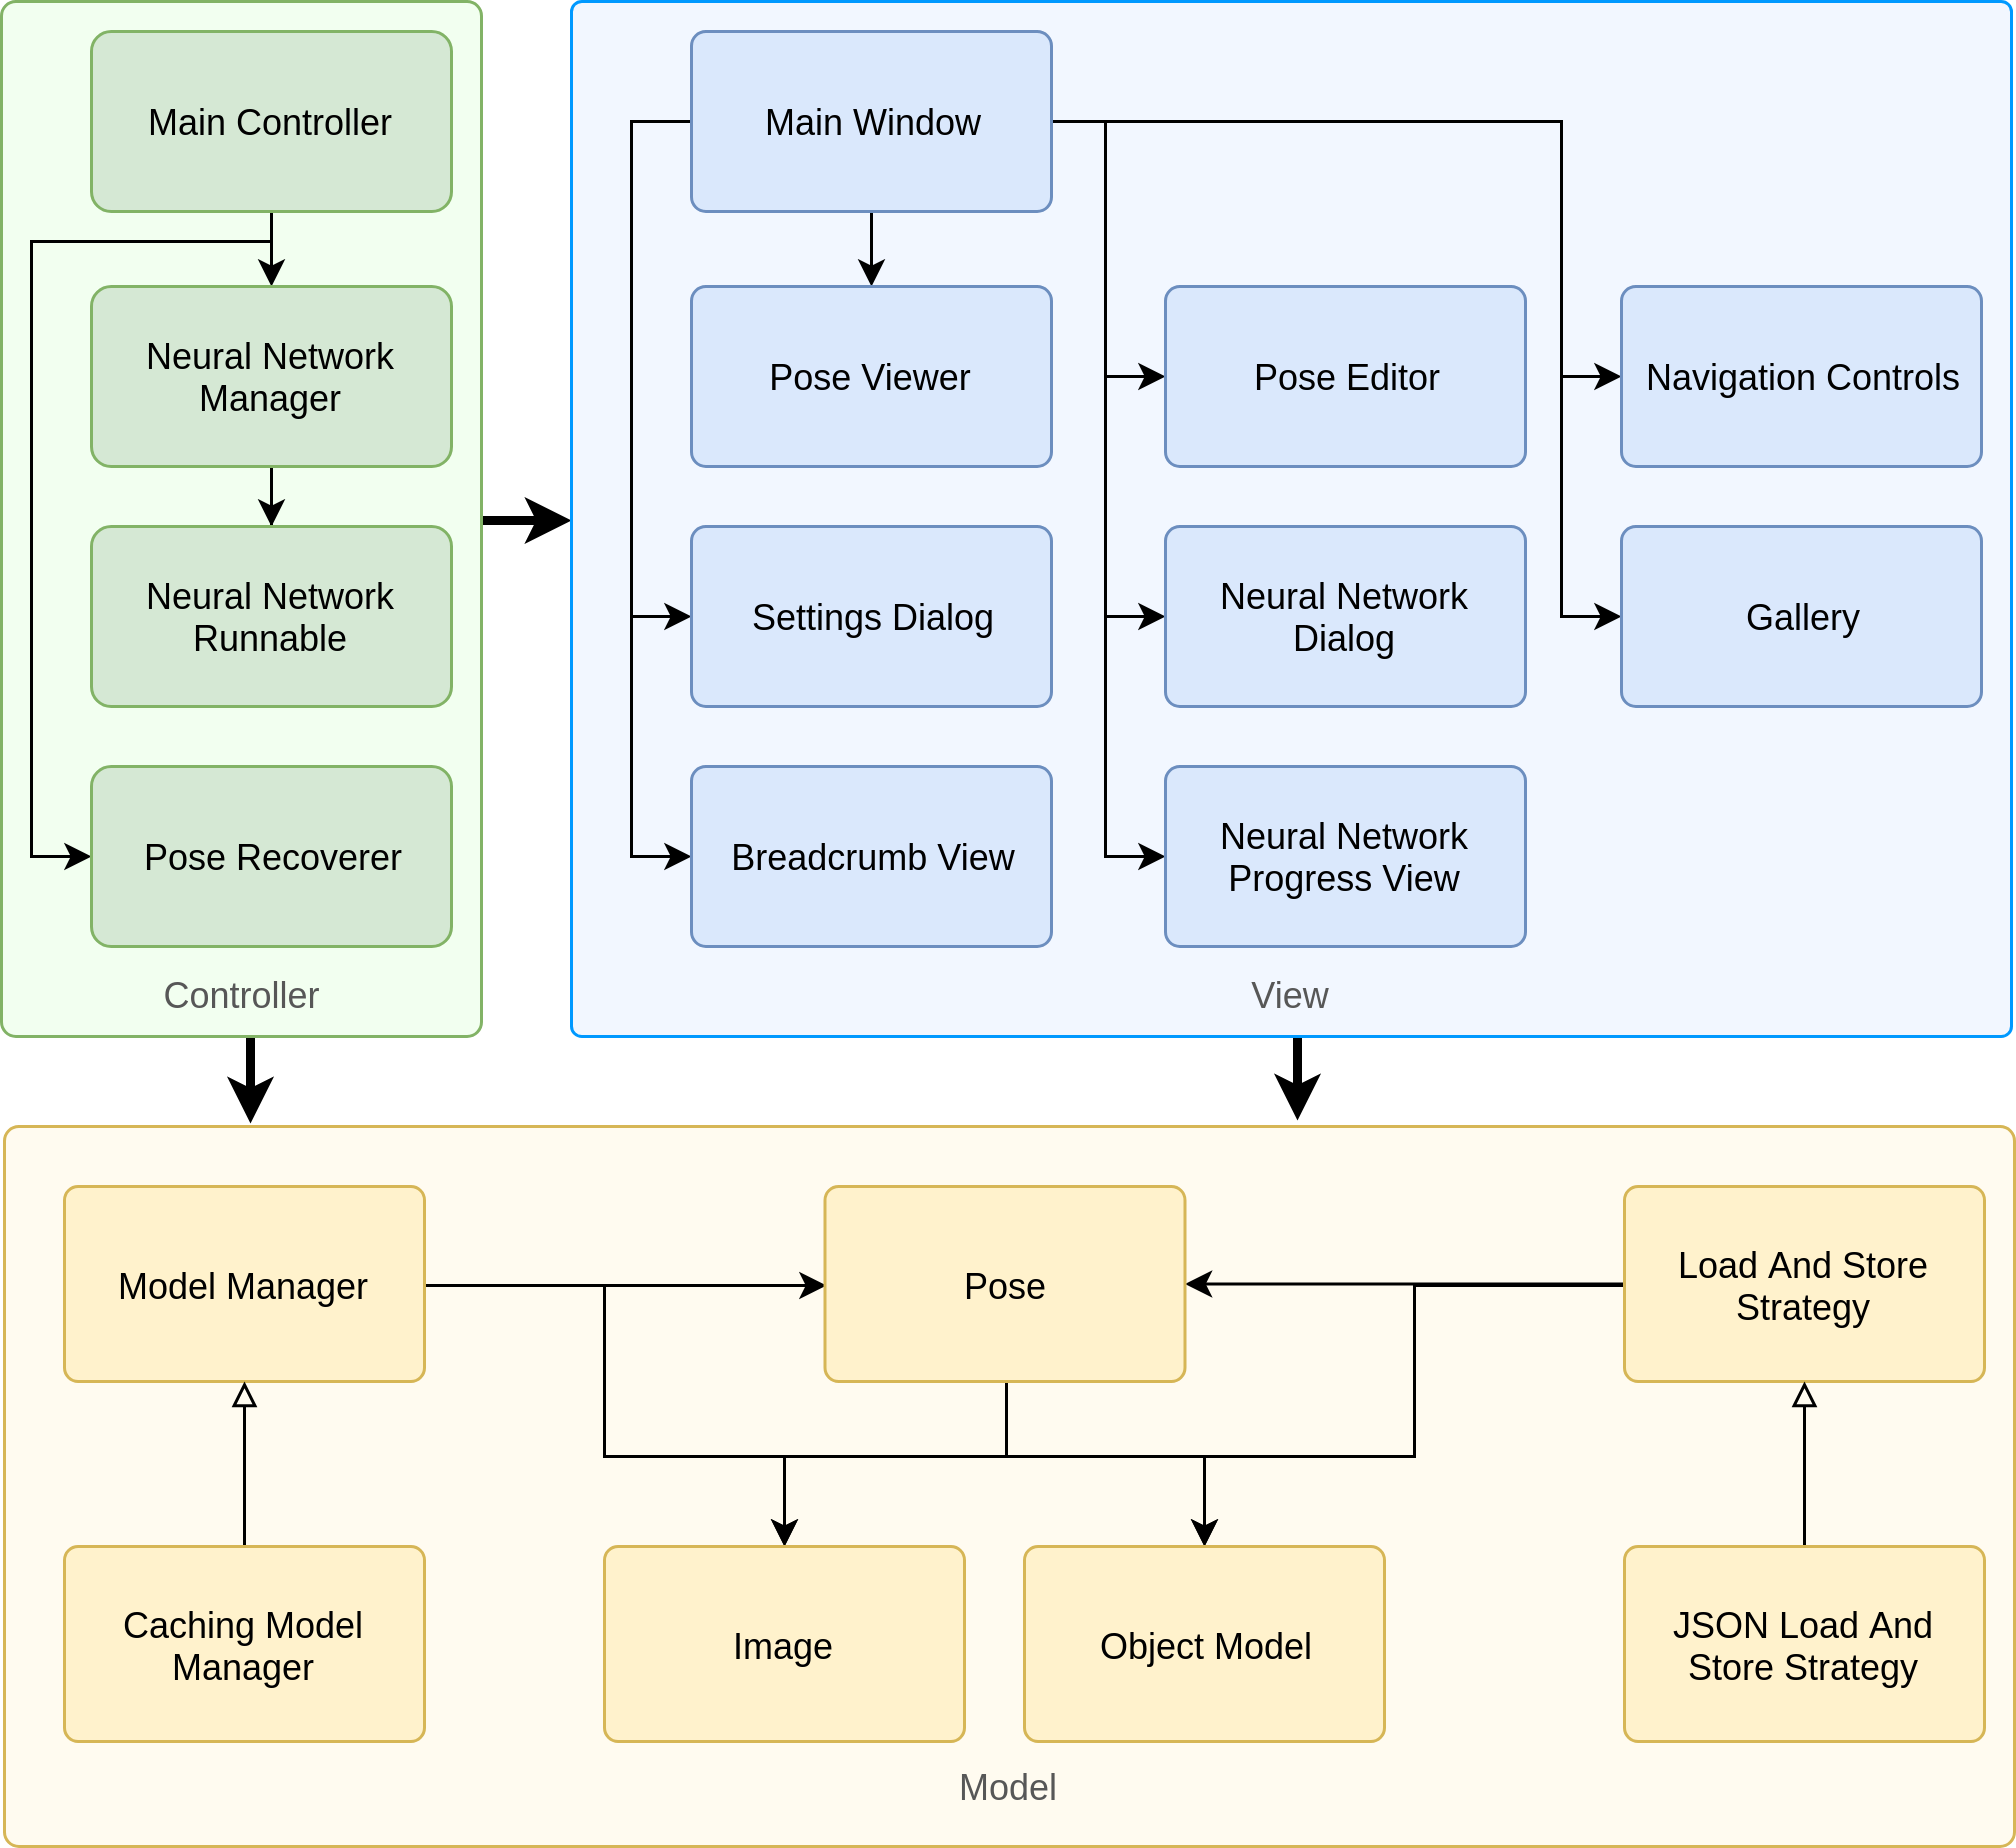 Main Controller
Neural Network
Manager
Neural Network
Runnable
Pose Recoverer
Controller
Main Window
Pose Viewer
Pose Editor
Navigation Controls
Settings Dialog
Neural Network
Dialog
Gallery
Breadcrumb View
Neural Network
Progress View
View
Model Manager
Pose
Load And Store
Strategy
Caching Model
Manager
Image
Object Model
JSON Load And
Store Strategy
Model